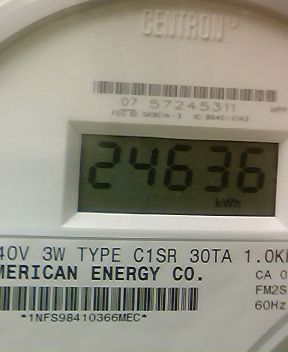 CENTRON
07 57245311
24636
kWh
40V 3W TYPE C1SR 30TA 1.0K
MERICAN ENERGY CO.
CA 0
FM2S
60Hz
*1NFS98410366MEC*